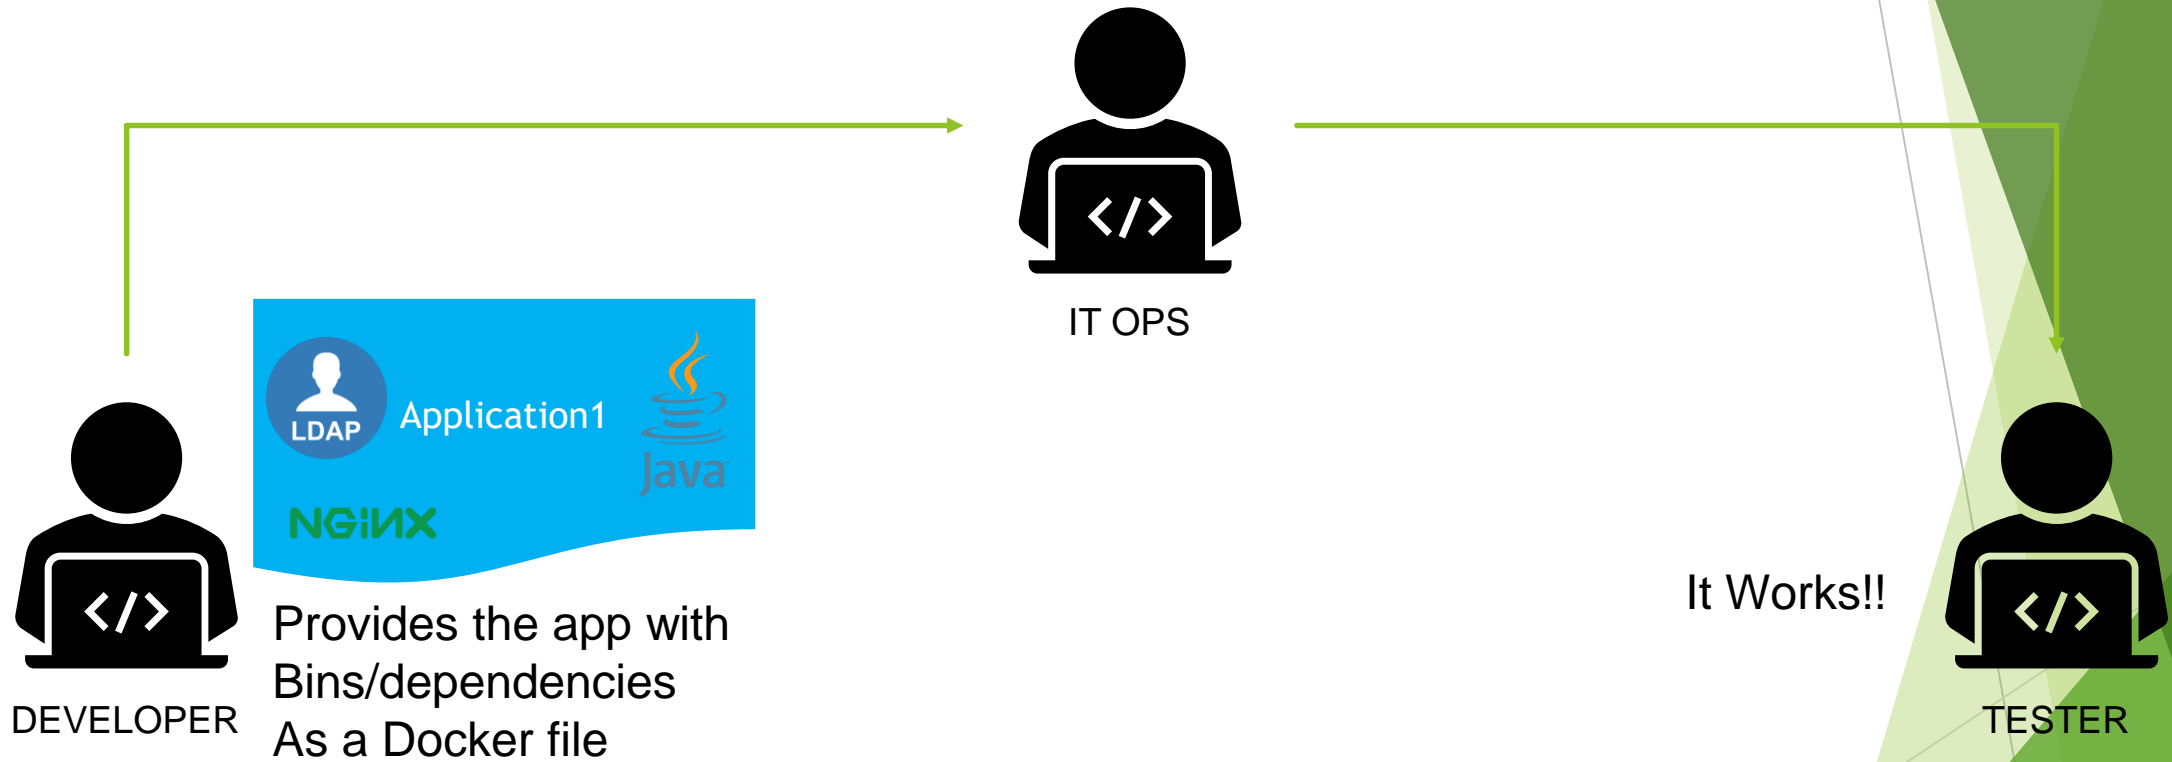 IT OPS
LDAP
Application1
Java
NGiNX
</>
</>
</>
DEVELOPER
Provides the app with
Bins/dependencies
As a Docker file
It Works!!
TESTER